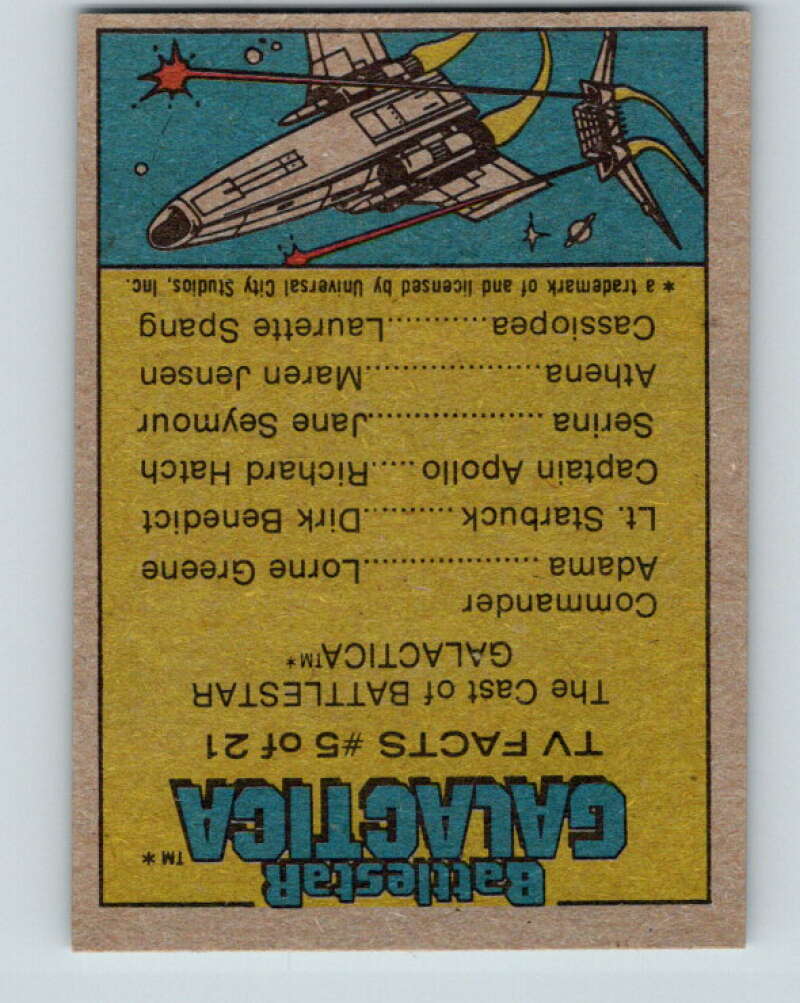 BattlestaR
GALACTICA™*
TV FACTS #5 of 21
The Cast of BATTLESTAR
GALACTICA™*
Commander
Adama ....................Lorne Greene
Lt. Starbuck ..........Dirk Benedict
Captain Apollo .....Richard Hatch
Serina ....................Jane Seymour
Athena....................Maren Jensen
Cassiopea...........Laurette Spang
* a trademark of and licensed by Universal City Studios, Inc.